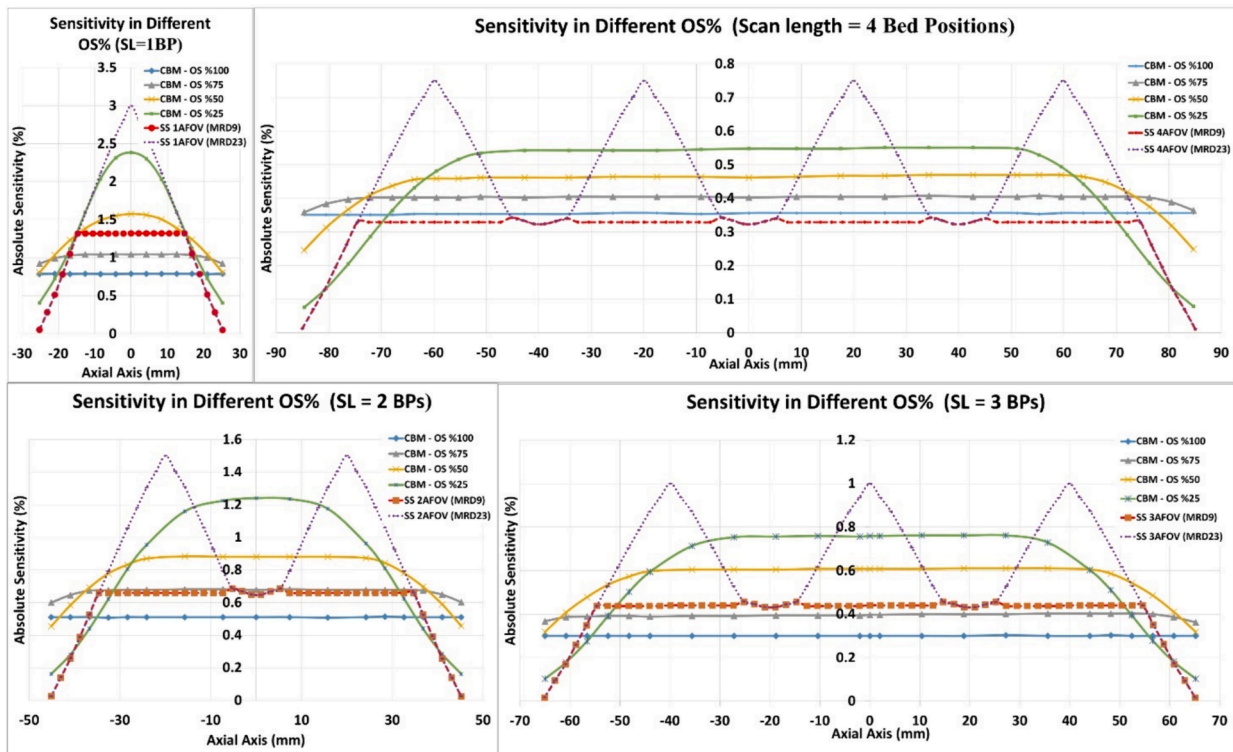 Sensitivity in Different
OS% (SL=1BP)
3.5
3
2.5
2
1.5
1
0.5
0
CBM - OS %100
CBM - OS %75
CBM - OS %50
CBM - OS %25
SS 1AFOV (MRD9)
SS 1AFOV (MRD23)
Absolute Sensitivity (%)
-30 -20 -10 0 10 20 30
Axial Axis (mm)
Sensitivity in Different OS% (Scan length = 4 Bed Positions)
0.8
0.7
0.6
0.5
0.4
0.3
0.2
0.1
0
CBM - OS %100
CBM - OS %75
CBM - OS %50
CBM - OS %25
SS 4AFOV (MRD9)
SS 4AFOV (MRD23)
Absolute Sensitivity (%)
-90 -80 -70 -60 -50 -40 -30 -20 -10 0 10 20 30 40 50 60 70 80 90
Axial Axis (mm)
Sensitivity in Different OS% (SL = 2 BPs)
1.6
1.4
1.2
1
0.8
0.6
0.4
0.2
0
CBM - OS %100
CBM - OS %75
CBM - OS %50
CBM - OS %25
SS 2AFOV (MRD9)
SS 2AFOV (MRD23)
Absolute Sensitivity (%)
-50 -30 -10 10 30 50
Axial Axis (mm)
Sensitivity in Different OS% (SL = 3 BPs)
1.2
1
0.8
0.6
0.4
0.2
0
CBM - OS %100
CBM - OS %75
CBM - OS %50
CBM - OS %25
SS 3AFOV (MRD9)
SS 3AFOV (MRD23)
Absolute Sensitivity (%)
-70 -60 -50 -40 -30 -20 -10 0 10 20 30 40 50 60 70
Axial Axis (mm)